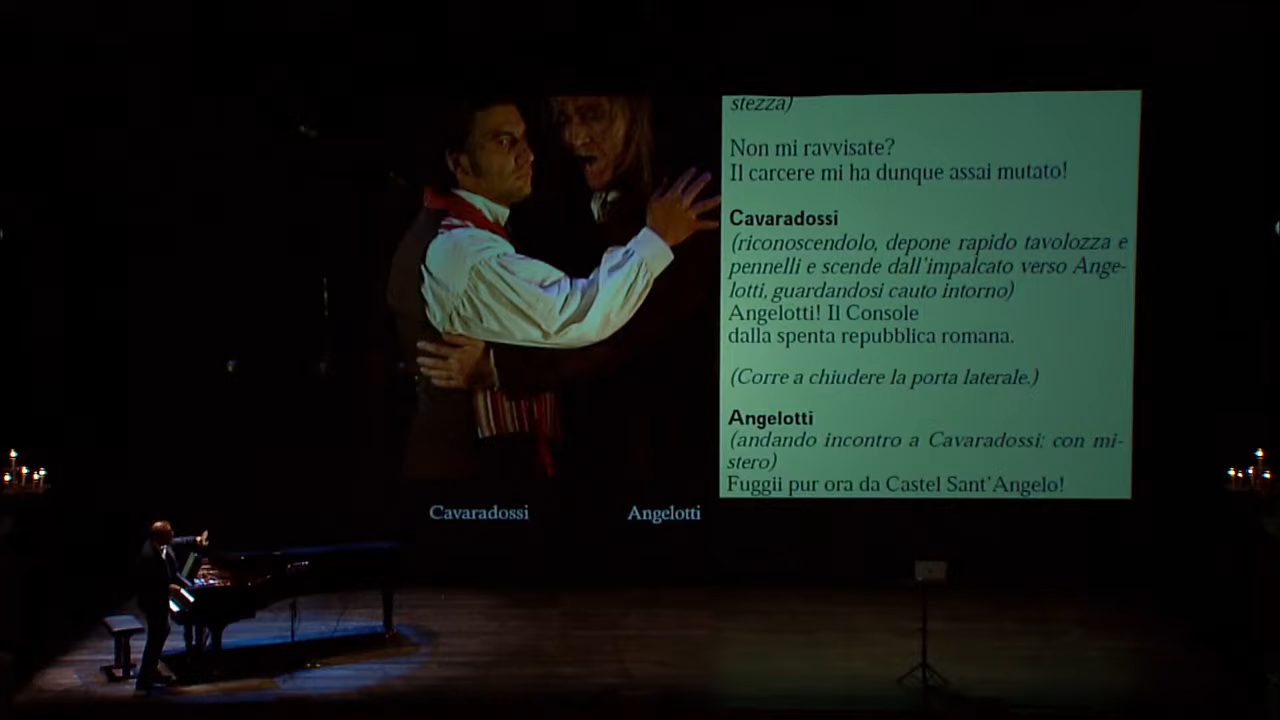 stezza)
Non mi ravvisate?
Il carcere mi ha dunque assai mutato!
Cavaradossi
(riconoscendolo, depone rapido tavolozza e
pennelli e scende dall'impalcato verso Ange-
lotti, guardandosi cauto intorno)
Angelotti! Il Console
dalla spenta repubblica romana.
(Corre a chiudere la porta laterale.)
Angelotti
(andando incontro a Cavaradossi: con mi-
stero)
Fuggii pur ora da Castel Sant'Angelo!
Cavaradossi
Angelotti